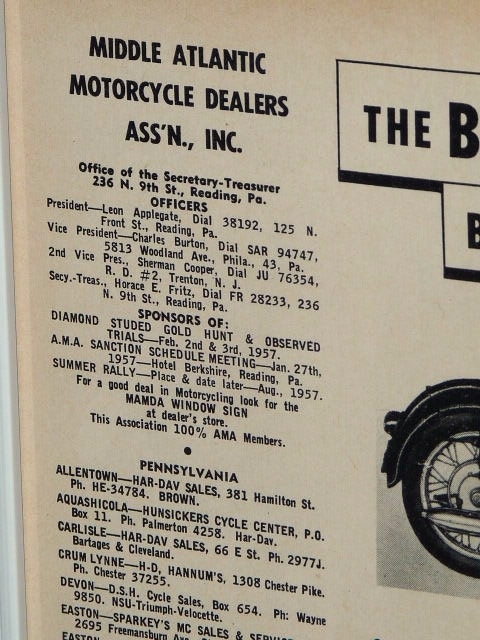 MIDDLE ATLANTIC
MOTORCYCLE DEALERS
ASS'N., INC.
Office of the Secretary-Treasurer
236 N. 9th St., Reading, Pa.
OFFICERS
President—Leon Applegate, Dial 38192, 125 N.
Front St., Reading, Pa.
Vice President—Charles Burton, Dial SAR 94747,
5813 Woodland Ave., Phila., 43, Pa.
2nd Vice Pres., Sherman Cooper, Dial JU 76354,
R. D. #2, Trenton, N. J.
Secy.-Treas., Horace E. Fritz, Dial FR 28233, 236
N. 9th St., Reading, Pa.
SPONSORS OF:
DIAMOND STUDED GOLD HUNT & OBSERVED
TRIALS—Feb. 2nd & 3rd, 1957.
A.M.A. SANCTION SCHEDULE MEETING—Jan. 27th,
1957—Hotel Berkshire, Reading, Pa.
SUMMER RALLY—Place & date later—Aug., 1957.
For a good deal in Motorcycling look for the
MAMDA WINDOW SIGN
at dealer's store.
This Association 100% AMA Members.
PENNSYLVANIA
ALLENTOWN—HAR-DAV SALES, 381 Hamilton St.
Ph. HE-34784. BROWN.
AQUASHICOLA—HUNSICKERS CYCLE CENTER, P.O.
Box 11. Ph. Palmerton 4258. Har-Dav.
CARLISLE—HAR-DAV SALES, 66 E St. Ph. 2977J.
Bartages & Cleveland.
CRUM LYNNE—H-D, HANNUM'S, 1308 Chester Pike.
Ph. Chester 37255.
DEVON—D.S.H. Cycle Sales, Box 654. Ph: Wayne
9850. NSU-Triumph-Velocette.
EASTON—SPARKEY'S MC SALES & SERVICE
2695 Freemansburg Ave.
EASTON
THE B
B